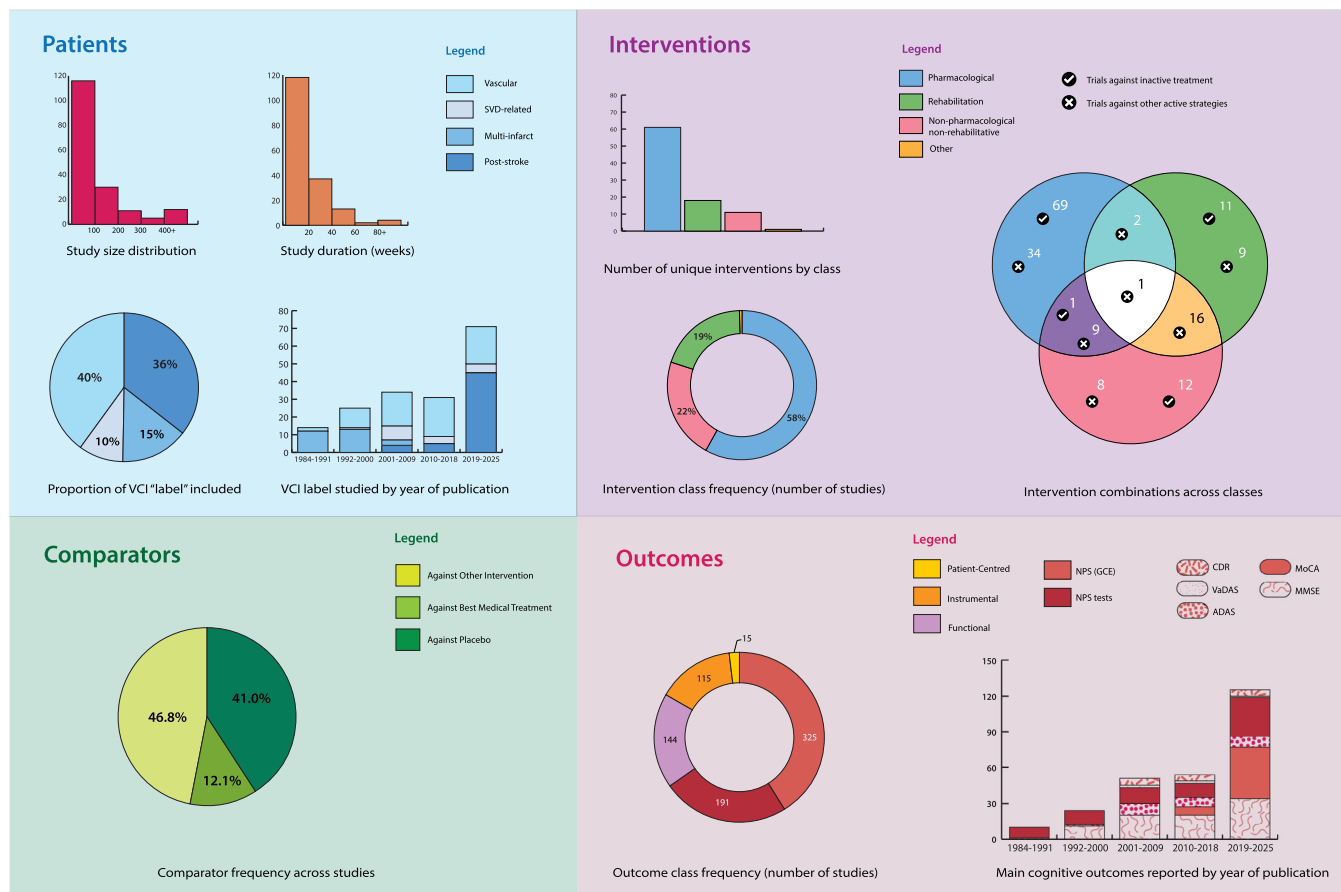 Patients
Legend
Vascular
SVD-related
Multi-infarct
Post-stroke
120
100
80
60
40
20
0
100 200 300 400+
Study size distribution
120
100
80
60
40
20
0
20 40 60 80+
Study duration (weeks)
40%
36%
10%
15%
Proportion of VCI “label” included
80
70
60
50
40
30
20
10
0
1984-1991 1992-2000 2001-2009 2010-2018 2019-2025
VCI label studied by year of publication
Interventions
Legend
Pharmacological
Rehabilitation
Non-pharmacological
non-rehabilitative
Other
Trials against inactive treatment
Trials against other active strategies
80
70
60
50
40
30
20
10
0
Number of unique interventions by class
19%
22%
58%
Intervention class frequency (number of studies)
69
2
11
34
9
1
1
16
9
8
12
Intervention combinations across classes
Comparators
Legend
Against Other Intervention
Against Best Medical Treatment
Against Placebo
46.8%
41.0%
12.1%
Comparator frequency across studies
Outcomes
Legend
Patient-Centred
Instrumental
Functional
NPS (GCE)
NPS tests
CDR
VaDAS
ADAS
MoCA
MMSE
15
115
144
325
191
Outcome class frequency (number of studies)
150
120
90
60
30
0
1984-1991 1992-2000 2001-2009 2010-2018 2019-2025
Main cognitive outcomes reported by year of publication